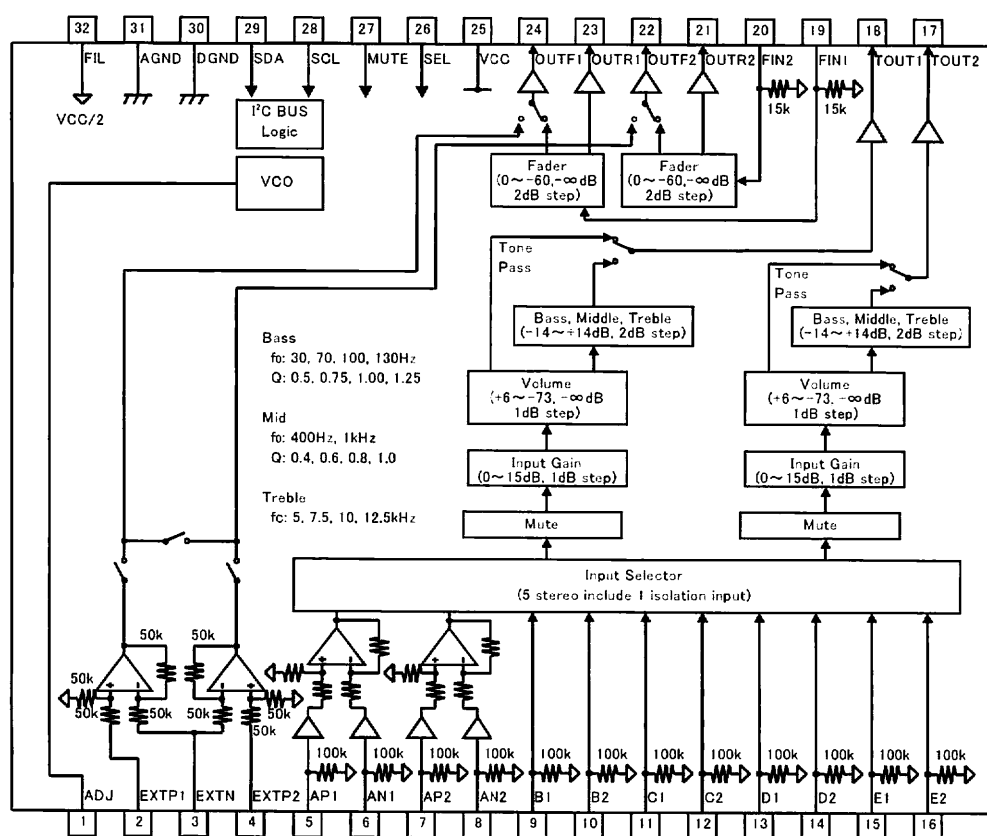 32 31 30 29 28 27 26 25 24 23 22 21 20 19 18 17
FIL AGND DGND SDA SCL MUTE SEL VCC OUTF1 OUTR1 OUTF2 OUTR2 FIN2 FIN1 TOUT1 TOUT2
VCC/2
15k 15k
I²C BUS
Logic
VCO
Fader
(0～-60,-∞dB
2dB step)
Fader
(0～-60,-∞dB
2dB step)
Tone
Pass
Tone
Pass
Bass, Middle, Treble
(-14～+14dB, 2dB step)
Bass, Middle, Treble
(-14～+14dB, 2dB step)
Bass
fo: 30, 70, 100, 130Hz
Q: 0.5, 0.75, 1.00, 1.25
Mid
fo: 400Hz, 1kHz
Q: 0.4, 0.6, 0.8, 1.0
Treble
fc: 5, 7.5, 10, 12.5kHz
Volume
(+6～-73, -∞dB
1dB step)
Volume
(+6～-73, -∞dB
1dB step)
Input Gain
(0～15dB, 1dB step)
Input Gain
(0～15dB, 1dB step)
Mute
Mute
Input Selector
(5 stereo include 1 isolation input)
50k 50k
50k + - - +
50k 50k 50k 50k
50k
+ - + -
100k 100k 100k 100k 100k 100k 100k 100k 100k 100k 100k 100k
ADJ EXTP1 EXTN EXTP2 AP1 AN1 AP2 AN2 B1 B2 C1 C2 D1 D2 E1 E2
1 2 3 4 5 6 7 8 9 10 11 12 13 14 15 16